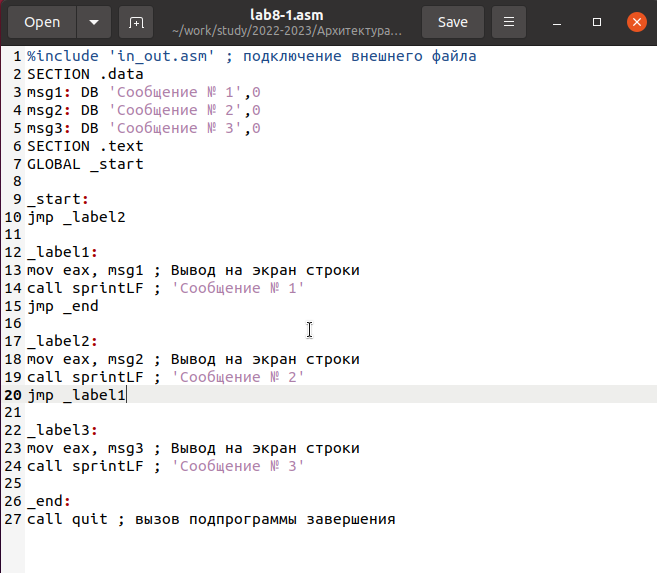 Open
lab8-1.asm
~/work/study/2022-2023/Архитектура...
Save
1 %include 'in_out.asm' ; подключение внешнего файла
2 SECTION .data
3 msg1: DB 'Сообщение № 1',0
4 msg2: DB 'Сообщение № 2',0
5 msg3: DB 'Сообщение № 3',0
6 SECTION .text
7 GLOBAL _start
8
9 _start:
10 jmp _label2
11
12 _label1:
13 mov eax, msg1 ; Вывод на экран строки
14 call sprintLF ; 'Сообщение № 1'
15 jmp _end
16
17 _label2:
18 mov eax, msg2 ; Вывод на экран строки
19 call sprintLF ; 'Сообщение № 2'
20 jmp _label1
21
22 _label3:
23 mov eax, msg3 ; Вывод на экран строки
24 call sprintLF ; 'Сообщение № 3'
25
26 _end:
27 call quit ; вызов подпрограммы завершения